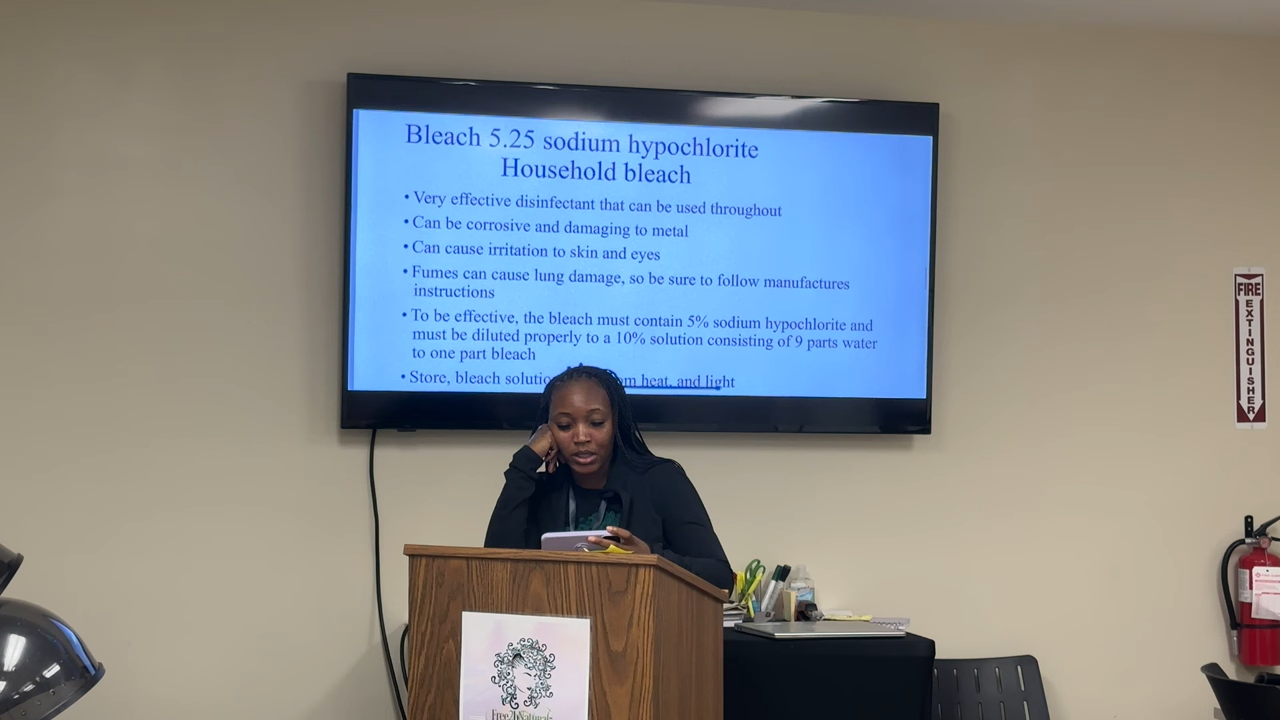 Bleach 5.25 sodium hypochlorite
Household bleach
• Very effective disinfectant that can be used throughout
• Can be corrosive and damaging to metal
• Can cause irritation to skin and eyes
• Fumes can cause lung damage, so be sure to follow manufactures
instructions
• To be effective, the bleach must contain 5% sodium hypochlorite and
must be diluted properly to a 10% solution consisting of 9 parts water
to one part bleach
• Store, bleach heat, and light
FIRE
EXTINGUISHER
Free2bNatural